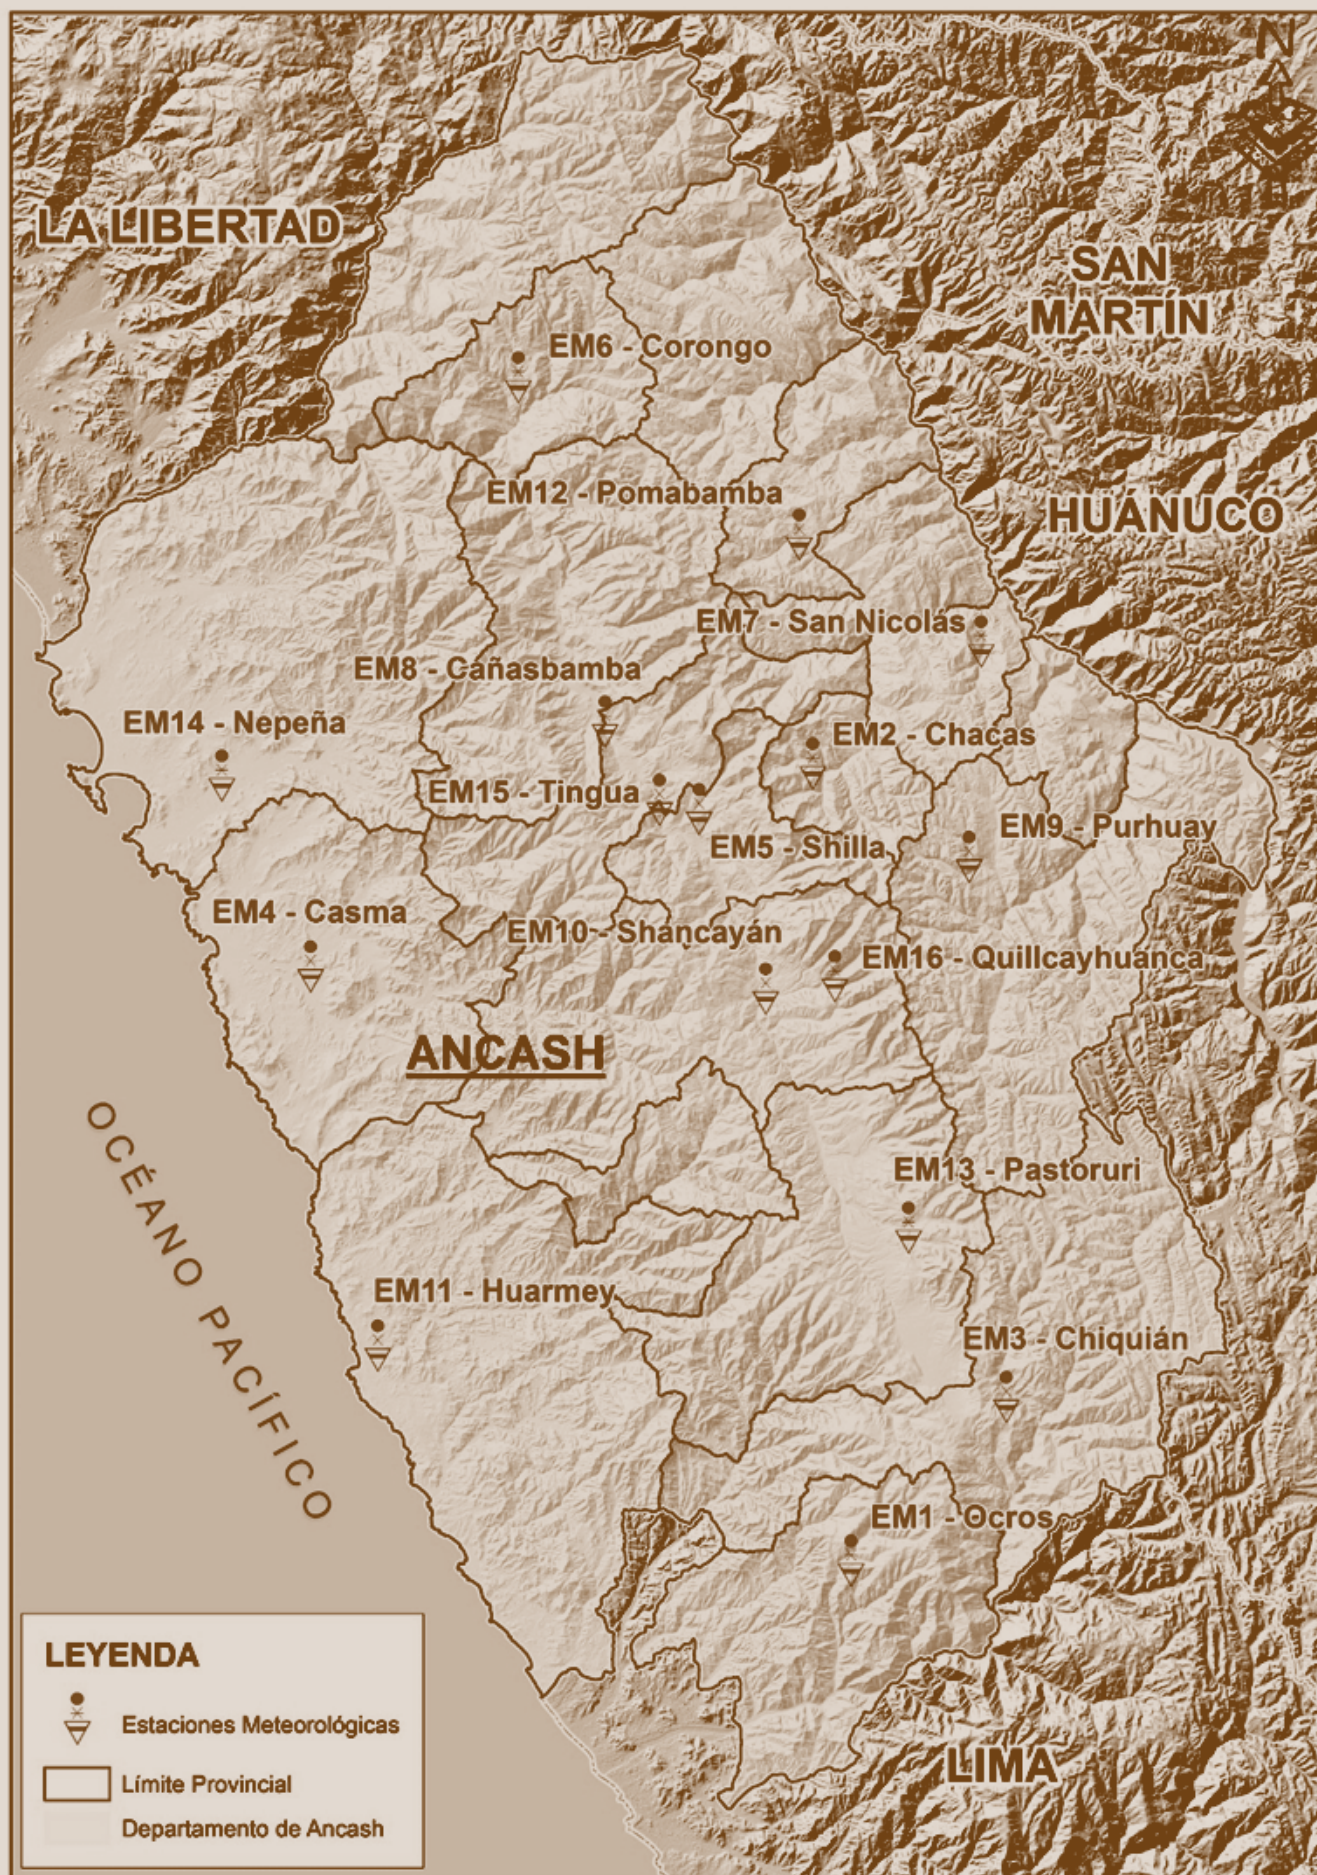 N
LA LIBERTAD
SAN
MARTÍN
EM6 - Corongo
EM12 - Pomabamba
HUÁNUCO
EM7 - San Nicolás
EM8 - Cañasbamba
EM14 - Nepeña
EM2 - Chacas
EM15 - Tingua
EM9 - Purhuay
EM5 - Shilla
EM4 - Casma
EM10 - Shancayán
EM16 - Quillcayhuanca
ANCASH
OCÉANO PACÍFICO
EM13 - Pastoruri
EM11 - Huarmey
EM3 - Chiquián
EM1 - Ocros
LEYENDA
Estaciones Meteorológicas
Límite Provincial
Departamento de Ancash
LIMA